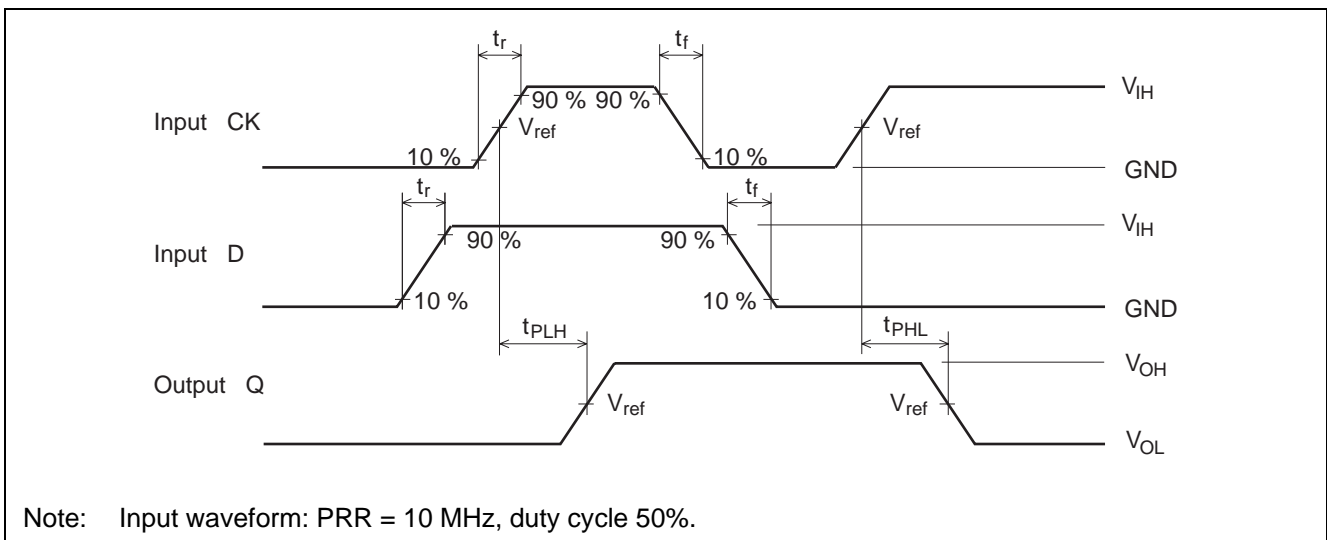 tr tf
90 % 90 % VIH
Input CK Vref Vref
10 % 10 % GND
tr tf
VIH
90 % 90 %
Input D
10 % 10 % GND
tPLH tPHL
VOH
Output Q Vref Vref
VOL
Note: Input waveform: PRR = 10 MHz, duty cycle 50%.